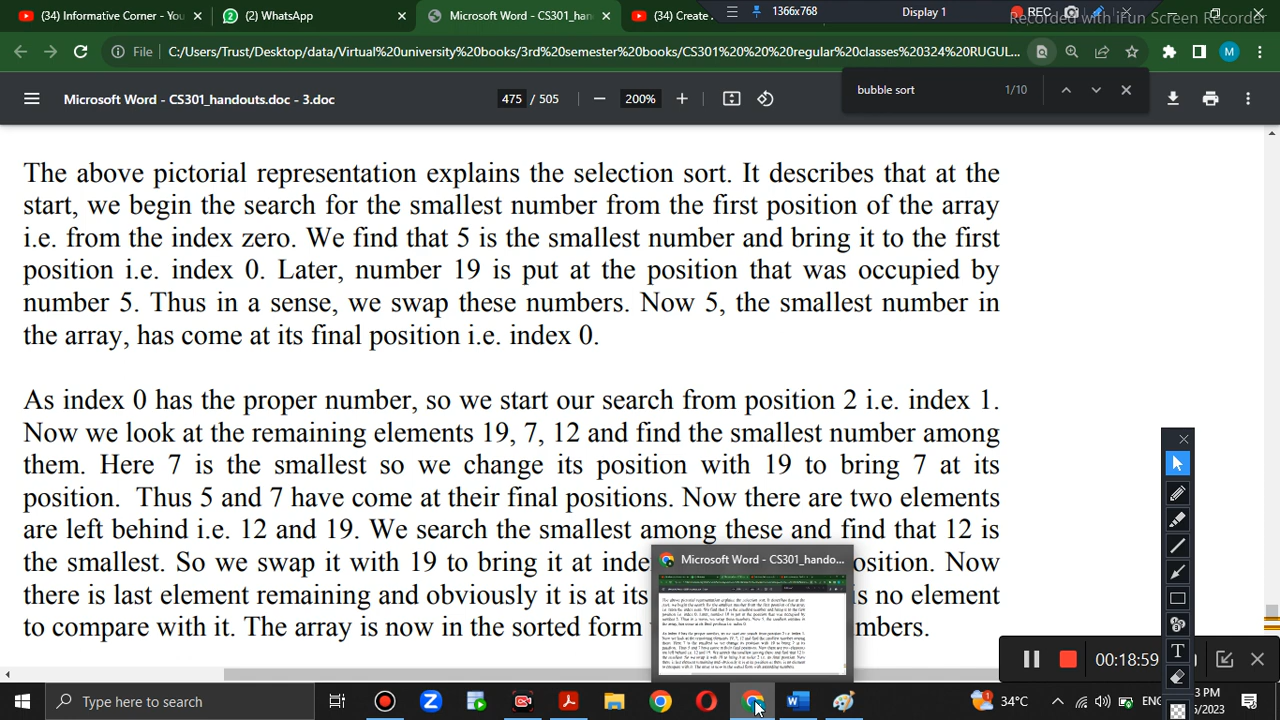 (34) Informative Corner - You
(2) WhatsApp
Microsoft Word - CS301_han
(34) Create
1366x768
Display 1
REC
Recorded with iFun Screen Recorder
File
C:/Users/Trust/Desktop/data/Virtual%20university%20books/3rd%20semester%20books/CS301%20%20%20regular%20classes%20324%20RUGUL...
M
Microsoft Word - CS301_handouts.doc - 3.doc
475 / 505
200%
bubble sort
1/10
The above pictorial representation explains the selection sort. It describes that at the
start, we begin the search for the smallest number from the first position of the array
i.e. from the index zero. We find that 5 is the smallest number and bring it to the first
position i.e. index 0. Later, number 19 is put at the position that was occupied by
number 5. Thus in a sense, we swap these numbers. Now 5, the smallest number in
the array, has come at its final position i.e. index 0.
As index 0 has the proper number, so we start our search from position 2 i.e. index 1.
Now we look at the remaining elements 19, 7, 12 and find the smallest number among
them. Here 7 is the smallest so we change its position with 19 to bring 7 at its
position. Thus 5 and 7 have come at their final positions. Now there are two elements
are left behind i.e. 12 and 19. We search the smallest among these and find that 12 is
the smallest. So we swap it with 19 to bring it at inde osition. Now
there is last element remaining and obviously it is at its is no element
to compare with it. The array is now in the sorted form mbers.
Microsoft Word - CS301_hando...
00:18:59
T
Type here to search
34°C
ENG
3 PM
/2023